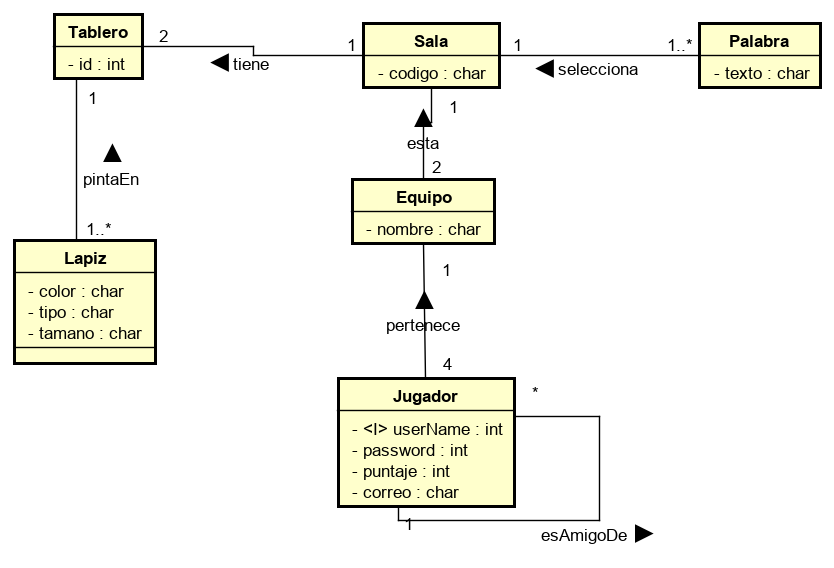 Tablero
- id : int
2
1
◀ tiene
Sala
- codigo : char
1
1..*
◀ selecciona
Palabra
- texto : char
1
pintaEn
1..*
1
esta
2
Equipo
- nombre : char
Lapiz
- color : char
- tipo : char
- tamano : char
1
pertenece
4
Jugador
- <I> userName : int
- password : int
- puntaje : int
- correo : char
*
1
esAmigoDe ▶